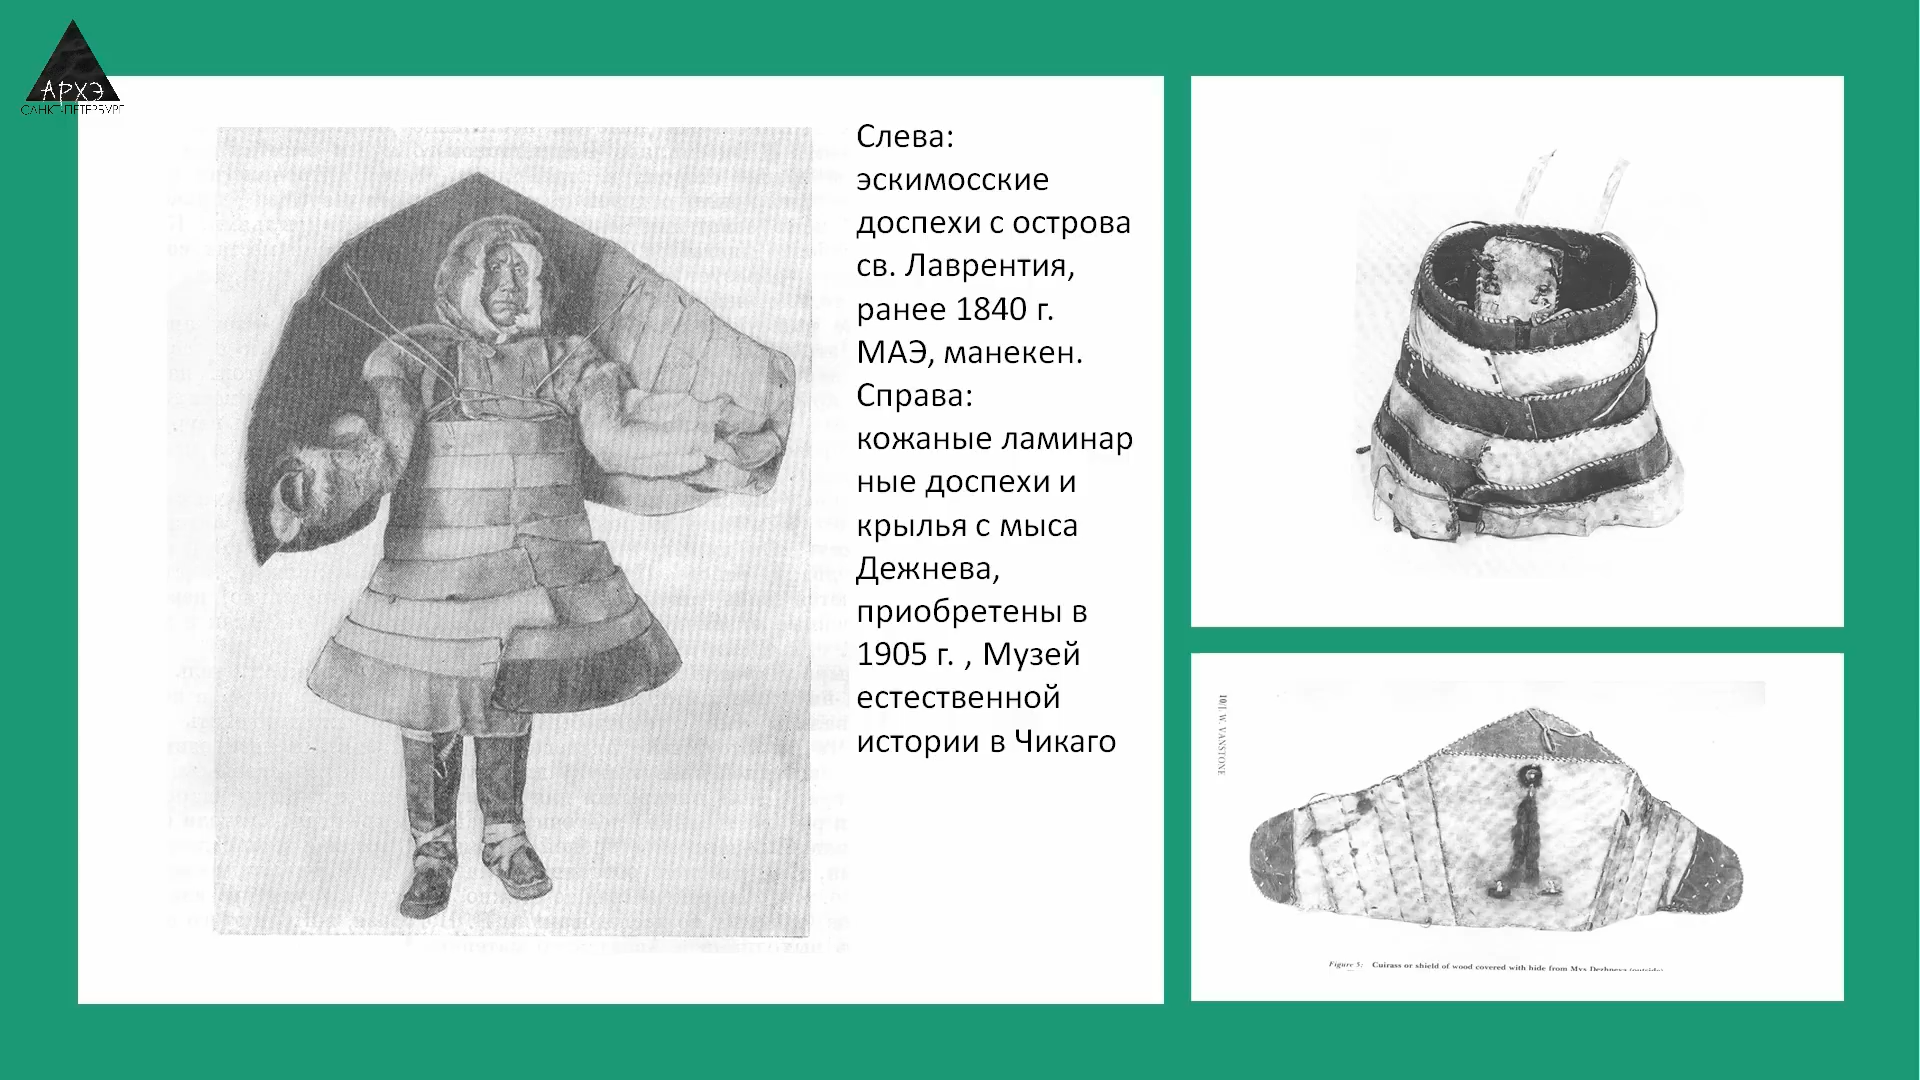 АРХЭ
САНКТ-ПЕТЕРБУРГ
Слева:
эскимосские
доспехи с острова
св. Лаврентия,
ранее 1840 г.
МАЭ, манекен.
Справа:
кожаные ламинар
ные доспехи и
крылья с мыса
Дежнева,
приобретены в
1905 г. , Музей
естественной
истории в Чикаго
J. W. VANSTONE
Figure 5: Cuirass or shield of wood covered with hide from Mys Dezhneva (outside)